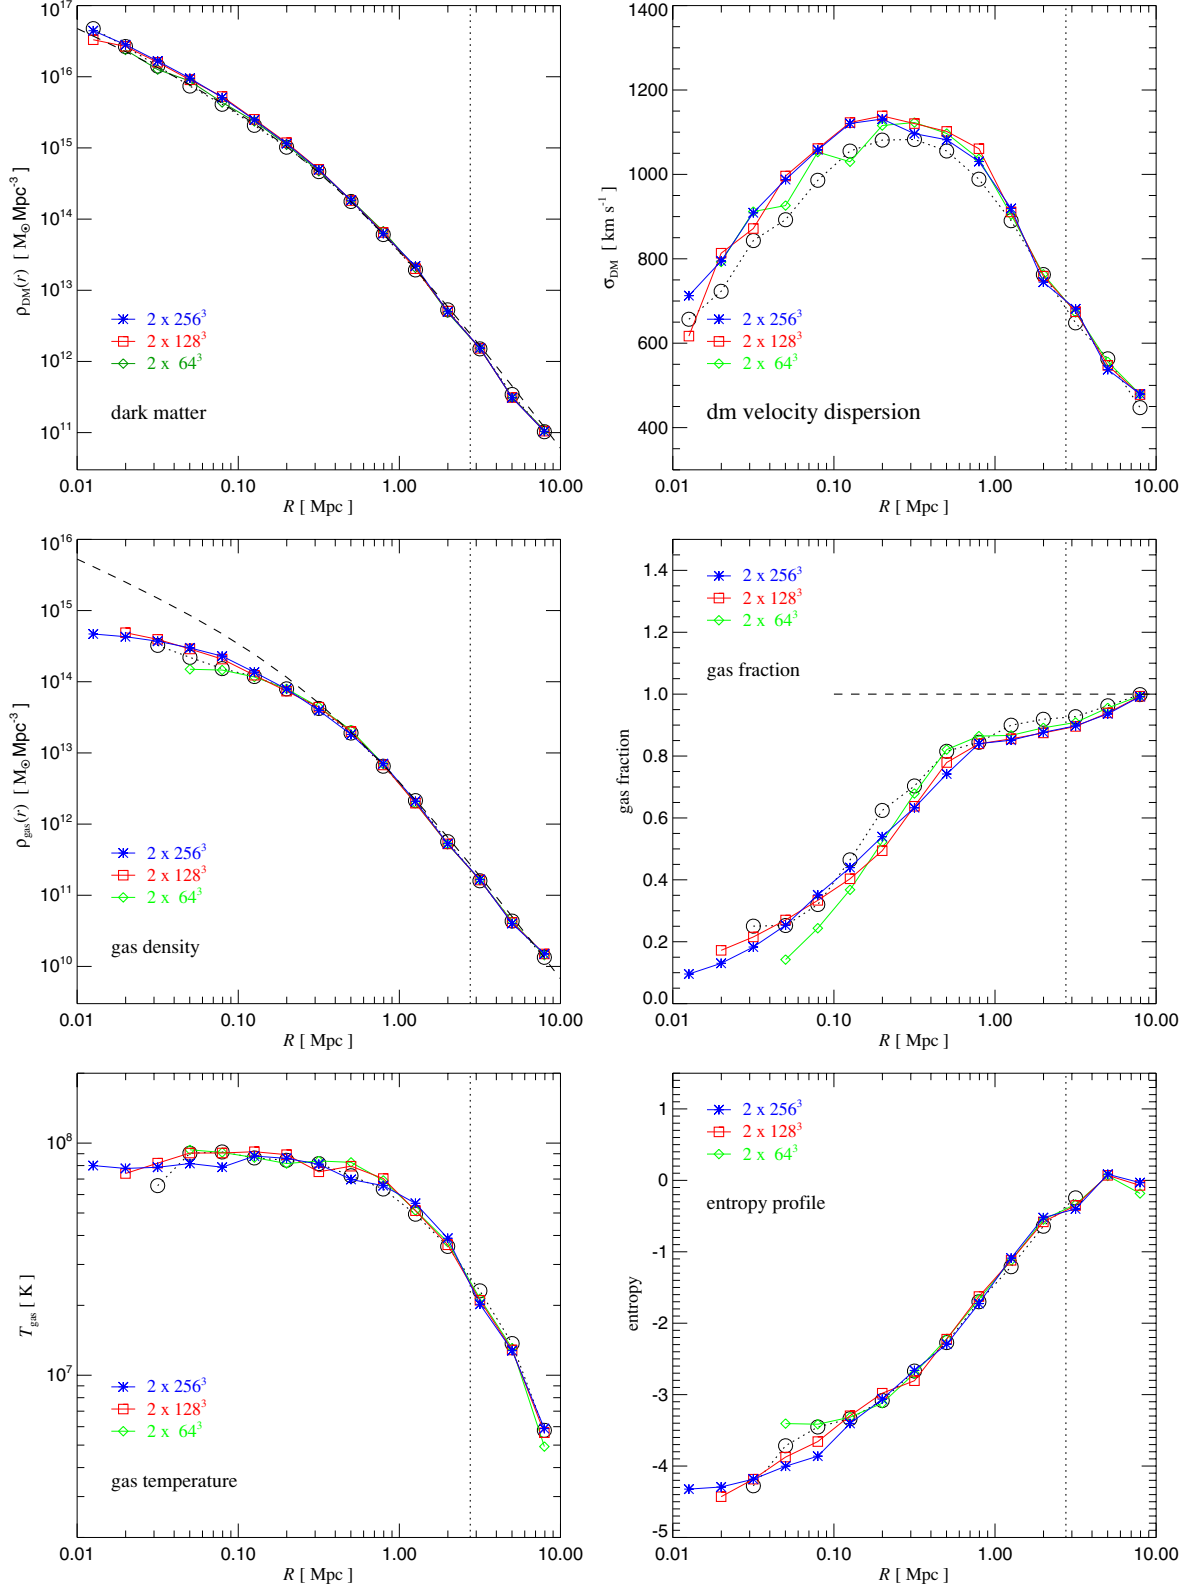 10^17
10^16
10^15
10^14
10^13
10^12
10^11
ρ_DM(r) [ M_⊙ Mpc^-3 ]
2 x 256^3
2 x 128^3
2 x 64^3
dark matter
0.01 0.10 1.00 10.00
R [ Mpc ]
1400
1200
1000
800
600
400
σ_DM [ km s^-1 ]
2 x 256^3
2 x 128^3
2 x 64^3
dm velocity dispersion
0.01 0.10 1.00 10.00
R [ Mpc ]
10^16
10^15
10^14
10^13
10^12
10^11
10^10
ρ_gas(r) [ M_⊙ Mpc^-3 ]
2 x 256^3
2 x 128^3
2 x 64^3
gas density
0.01 0.10 1.00 10.00
R [ Mpc ]
2 x 256^3
2 x 128^3
2 x 64^3
gas fraction
1.4
1.2
1.0
0.8
0.6
0.4
0.2
0.0
gas fraction
0.01 0.10 1.00 10.00
R [ Mpc ]
10^8
10^7
T_gas [ K ]
2 x 256^3
2 x 128^3
2 x 64^3
gas temperature
0.01 0.10 1.00 10.00
R [ Mpc ]
2 x 256^3
2 x 128^3
2 x 64^3
entropy profile
1
0
-1
-2
-3
-4
-5
entropy
0.01 0.10 1.00 10.00
R [ Mpc ]